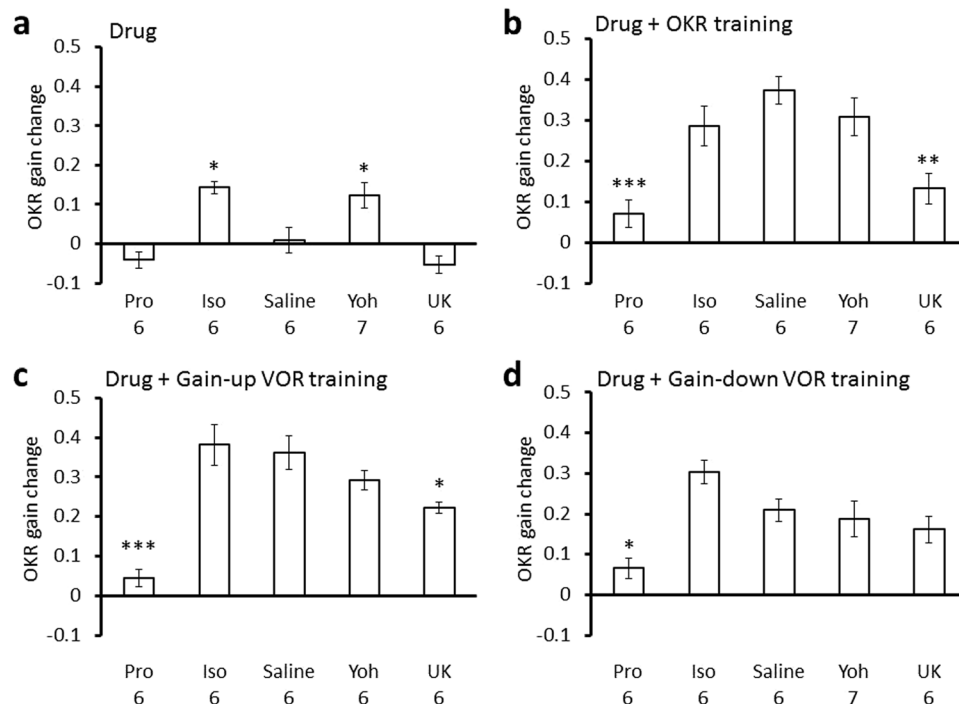 a
Drug
OKR gain change
0.5
0.4
0.3
0.2
0.1
0
-0.1
*
*
Pro Iso Saline Yoh UK
6 6 6 7 6
b
Drug + OKR training
OKR gain change
0.5
0.4
0.3
0.2
0.1
0
-0.1
***
**
Pro Iso Saline Yoh UK
6 6 6 7 6
c
Drug + Gain-up VOR training
OKR gain change
0.5
0.4
0.3
0.2
0.1
0
-0.1
***
*
Pro Iso Saline Yoh UK
6 6 6 6 6
d
Drug + Gain-down VOR training
OKR gain change
0.5
0.4
0.3
0.2
0.1
0
-0.1
*
Pro Iso Saline Yoh UK
6 6 6 7 6